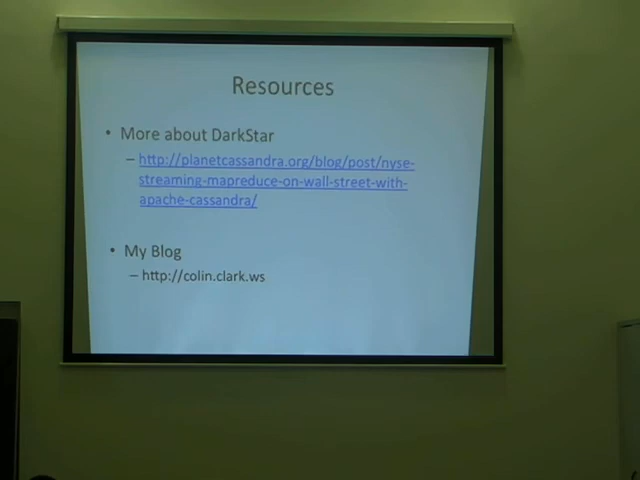 Resources
• More about DarkStar
– http://planetcassandra.org/blog/post/nyse-
streaming-mapreduce-on-wall-street-with-
apache-cassandra/
• My Blog
– http://colin.clark.ws